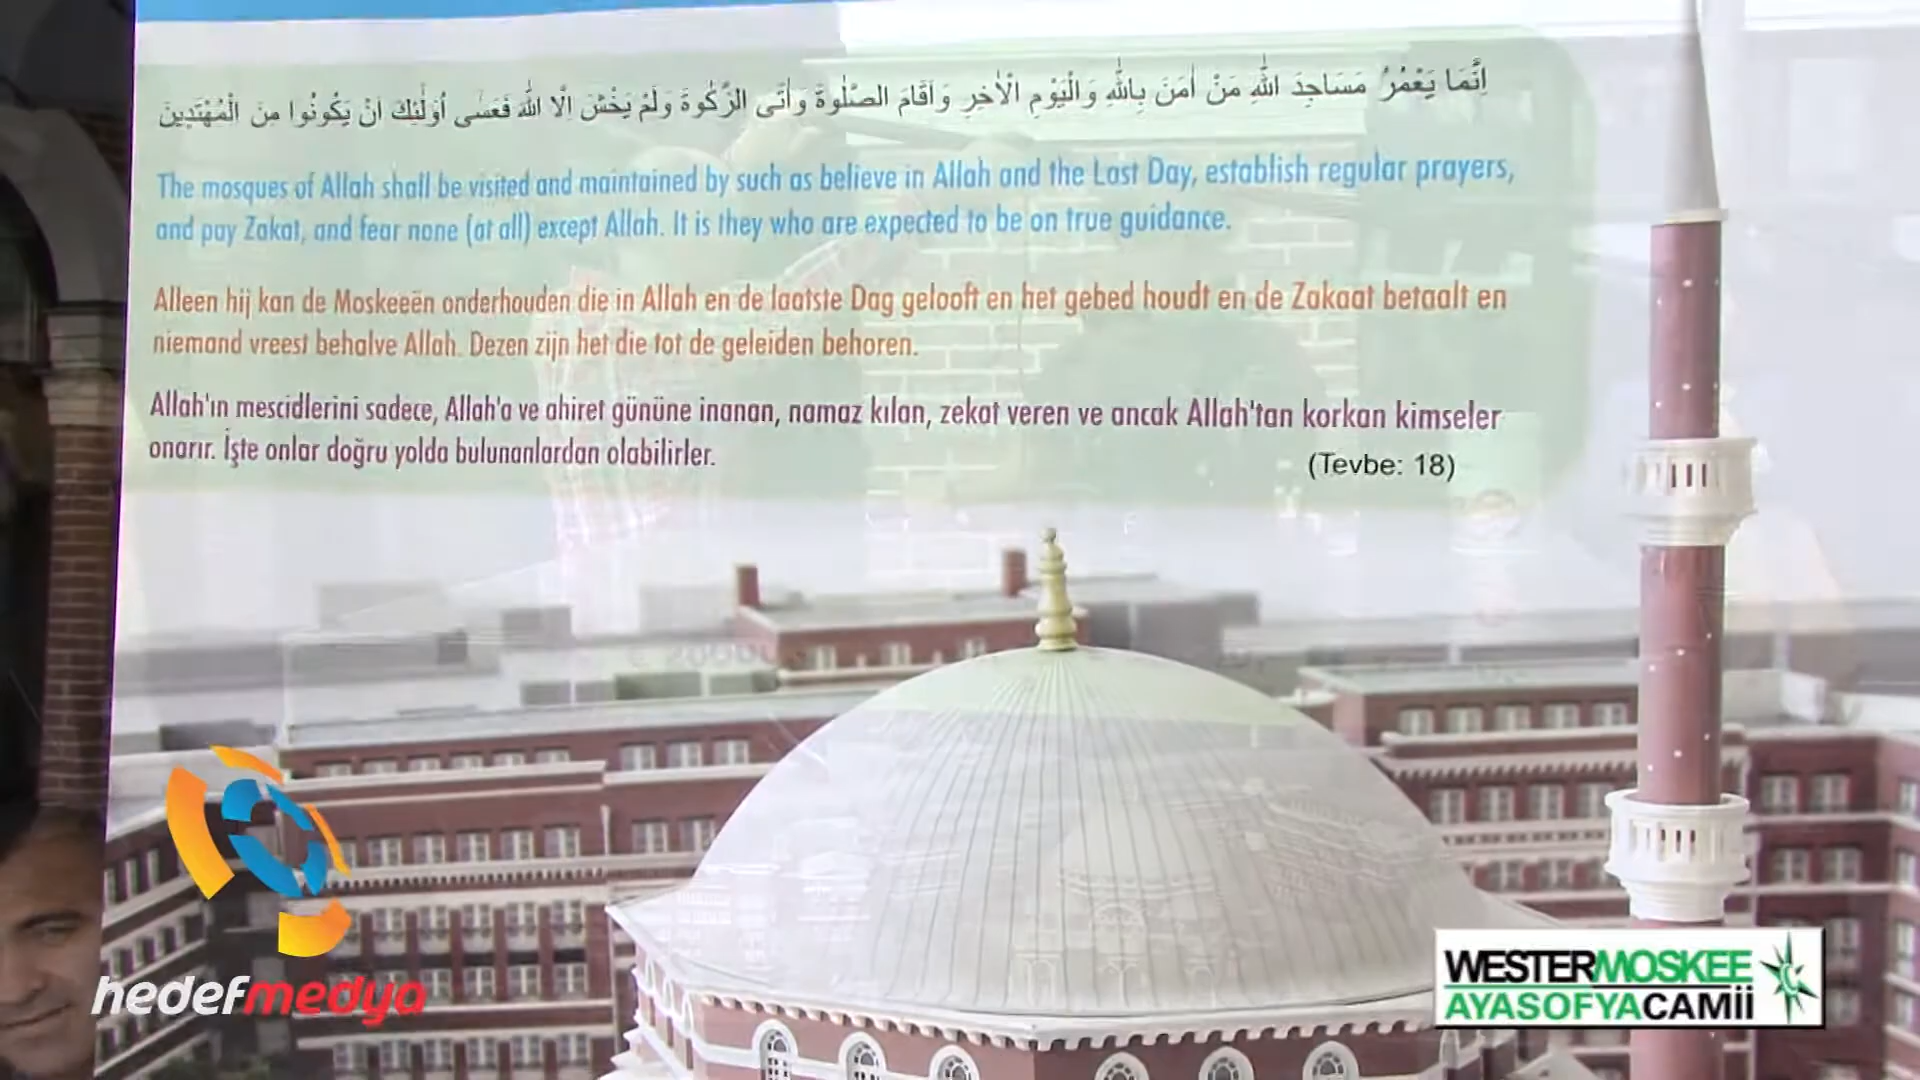 اِنَّمَا يَعْمُرُ مَسَاجِدَ اللّٰهِ مَنْ اٰمَنَ بِاللّٰهِ وَالْيَوْمِ الْاٰخِرِ وَاَقَامَ الصَّلٰوةَ وَاٰتَى الزَّكٰوةَ وَلَمْ يَخْشَ اِلَّا اللّٰهَ فَعَسٰى اُولٰٓئِكَ اَنْ يَكُونُوا مِنَ الْمُهْتَدِينَ
The mosques of Allah shall be visited and maintained by such as believe in Allah and the Last Day, establish regular prayers,
and pay Zakat, and fear none (at all) except Allah. It is they who are expected to be on true guidance.
Alleen hij kan de Moskeeën onderhouden die in Allah en de laatste Dag gelooft en het gebed houdt en de Zakaat betaalt en
niemand vreest behalve Allah. Dezen zijn het die tot de geleiden behoren.
Allah'ın mescidlerini sadece, Allah'a ve ahiret gününe inanan, namaz kılan, zekat veren ve ancak Allah'tan korkan kimseler
onarır. İşte onlar doğru yolda bulunanlardan olabilirler.
(Tevbe: 18)
hedefmedya
WESTERMOSKEE
AYASOFYACAMii